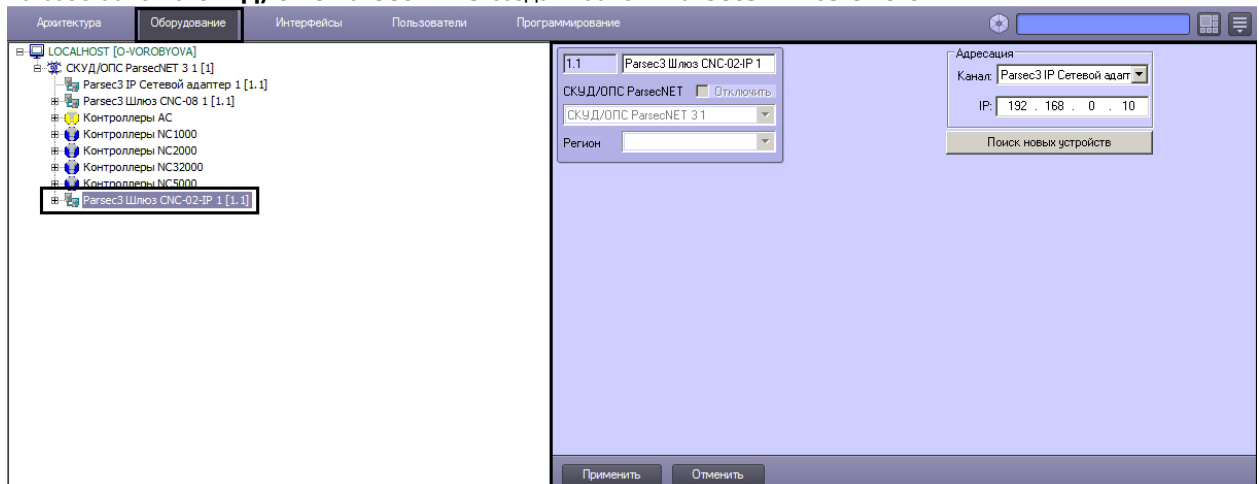 Архитектура Оборудование Интерфейсы Пользователи Программирование
LOCALHOST [O-VOROBYOVA]
СКУД/ОПС ParsecNET 3 1 [1]
Parsec3 IP Сетевой адаптер 1 [1.1]
Parsec3 Шлюз CNC-08 1 [1.1]
Контроллеры AC
Контроллеры NC1000
Контроллеры NC2000
Контроллеры NC32000
Контроллеры NC5000
Parsec3 Шлюз CNC-02-IP 1 [1.1]
1.1 Parsec3 Шлюз CNC-02-IP 1
СКУД/ОПС ParsecNET Отключить
СКУД/ОПС ParsecNET 3 1
Регион
Адресация
Канал: Parsec3 IP Сетевой адапт
IP: 192 . 168 . 0 . 10
Поиск новых устройств
Применить Отменить